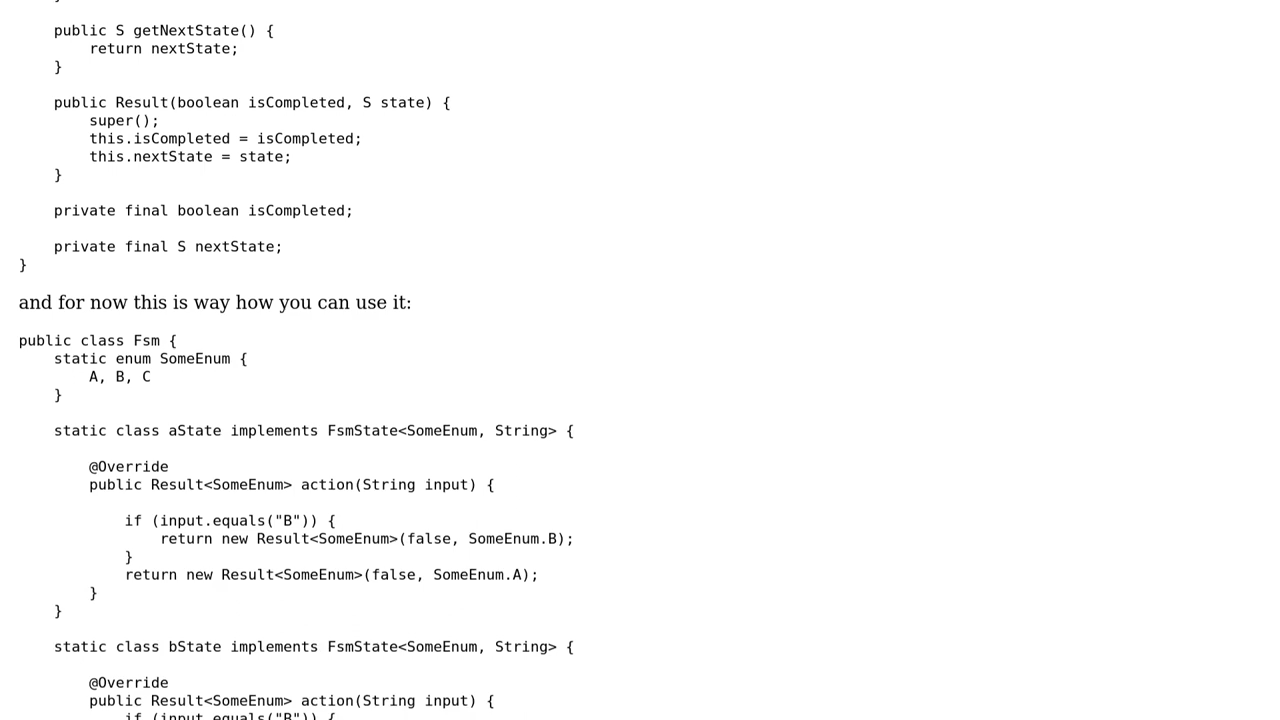 public S getNextState() {
        return nextState;
    }

    public Result(boolean isCompleted, S state) {
        super();
        this.isCompleted = isCompleted;
        this.nextState = state;
    }

    private final boolean isCompleted;

    private final S nextState;
}
and for now this is way how you can use it:
public class Fsm {
    static enum SomeEnum {
        A, B, C
    }

    static class aState implements FsmState<SomeEnum, String> {

        @Override
        public Result<SomeEnum> action(String input) {

            if (input.equals("B")) {
                return new Result<SomeEnum>(false, SomeEnum.B);
            }
            return new Result<SomeEnum>(false, SomeEnum.A);
        }
    }

    static class bState implements FsmState<SomeEnum, String> {

        @Override
        public Result<SomeEnum> action(String input) {
            if (input.equals("B")) {